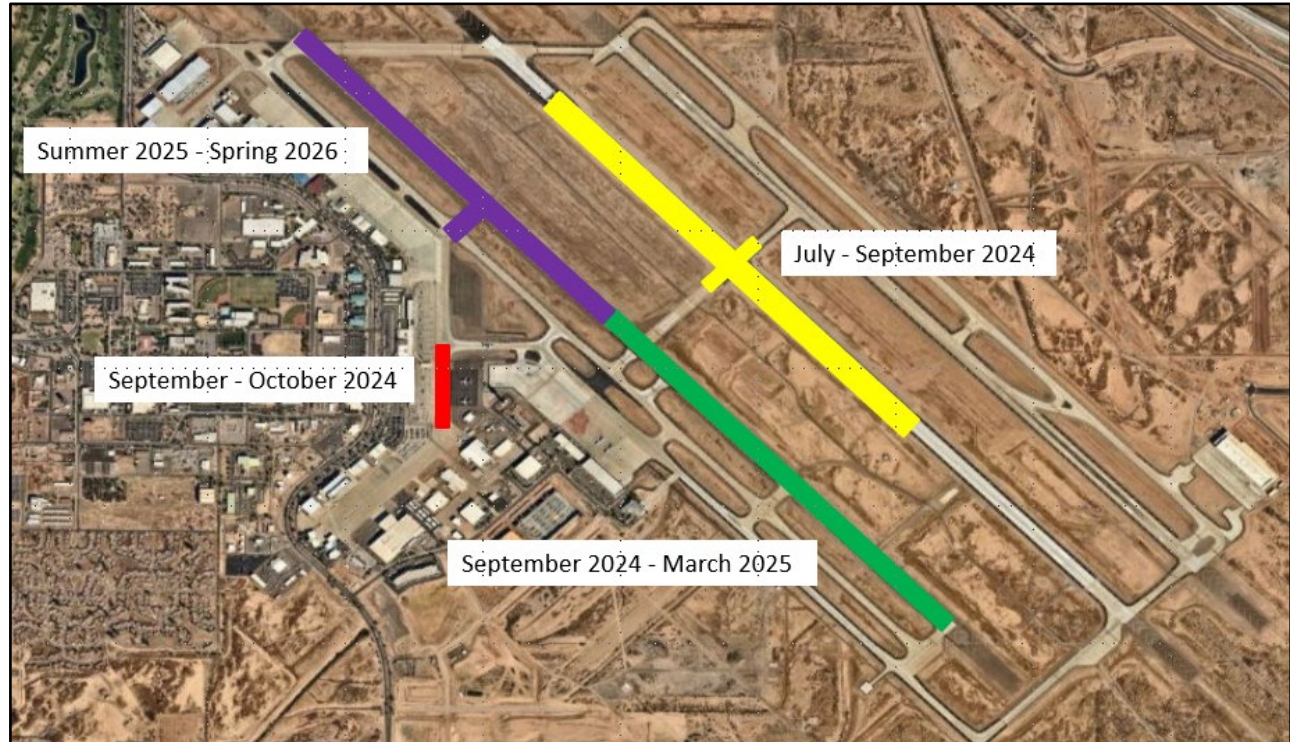 Summer 2025 - Spring 2026
July - September 2024
September - October 2024
September 2024 - March 2025